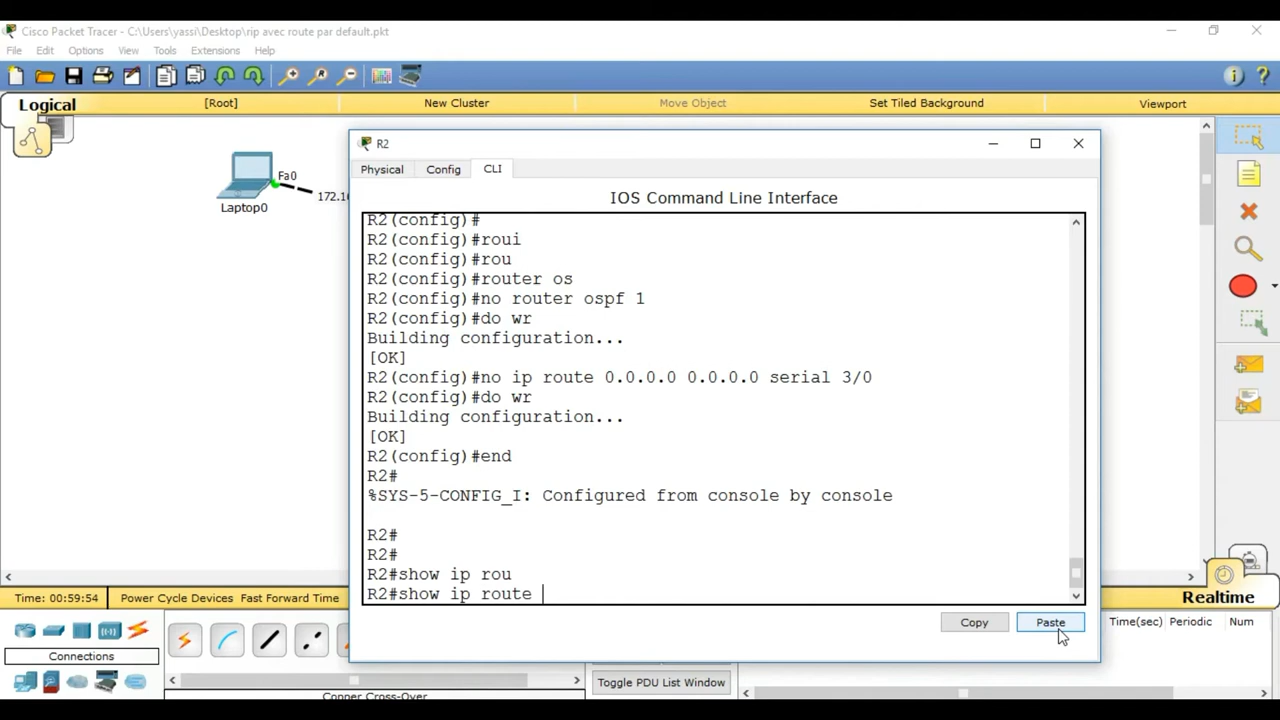 Cisco Packet Tracer - C:\Users\yassi\Desktop\rip avec route par default.pkt
File Edit Options View Tools Extensions Help
Logical [Root] New Cluster Move Object Set Tiled Background Viewport
R2
Physical Config CLI
IOS Command Line Interface
Fa0
172.16
Laptop0
R2(config)#
R2(config)#roui
R2(config)#rou
R2(config)#router os
R2(config)#no router ospf 1
R2(config)#do wr
Building configuration...
[OK]
R2(config)#no ip route 0.0.0.0 0.0.0.0 serial 3/0
R2(config)#do wr
Building configuration...
[OK]
R2(config)#end
R2#
%SYS-5-CONFIG_I: Configured from console by console
R2#
R2#
R2#show ip rou
R2#show ip route
Copy Paste
Time: 00:59:54 Power Cycle Devices Fast Forward Time Realtime
Time(sec) Periodic Num
Connections
Toggle PDU List Window
Copper Cross-Over